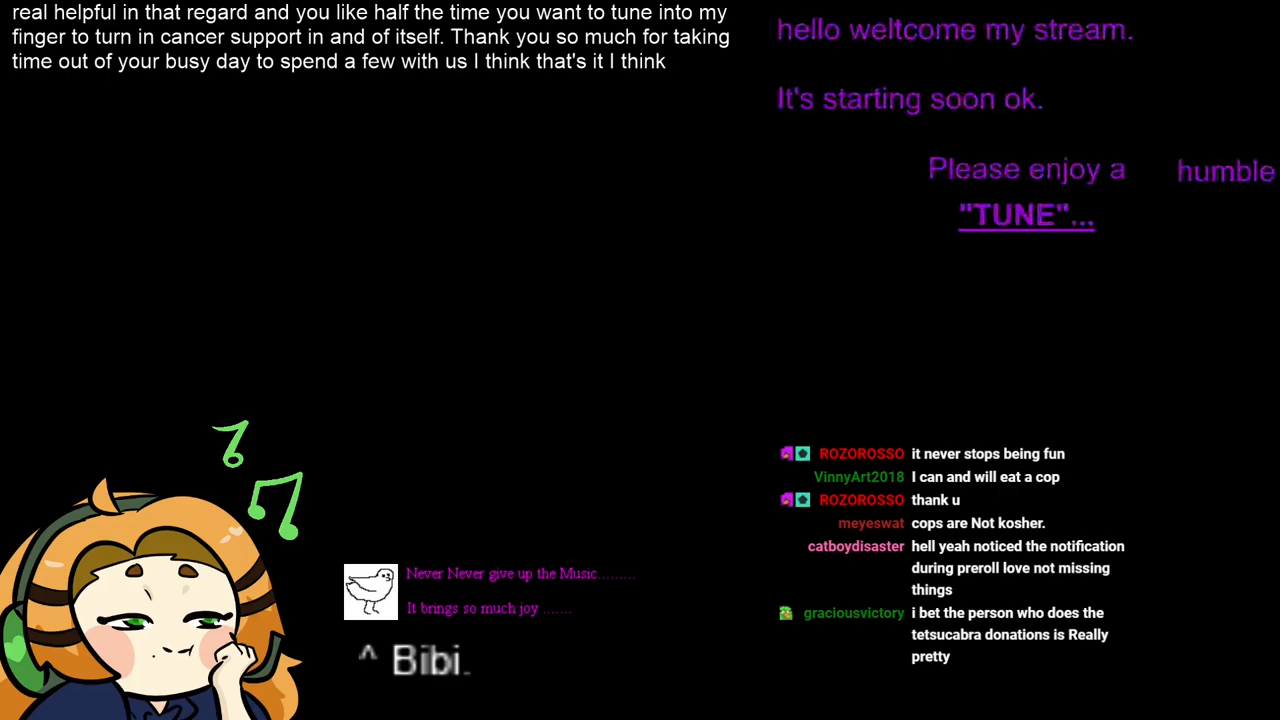 real helpful in that regard and you like half the time you want to tune into my
finger to turn in cancer support in and of itself. Thank you so much for taking
time out of your busy day to spend a few with us I think that's it I think
hello weltcome my stream.
It's starting soon ok.
Please enjoy a humble
"TUNE"...
ROZOROSSO it never stops being fun
VinnyArt2018 I can and will eat a cop
ROZOROSSO thank u
meyeswat cops are Not kosher.
catboydisaster hell yeah noticed the notification
during preroll love not missing
things
graciousvictory i bet the person who does the
tetsucabra donations is Really
pretty
Never Never give up the Music.........
It brings so much joy .......
^ Bibi.